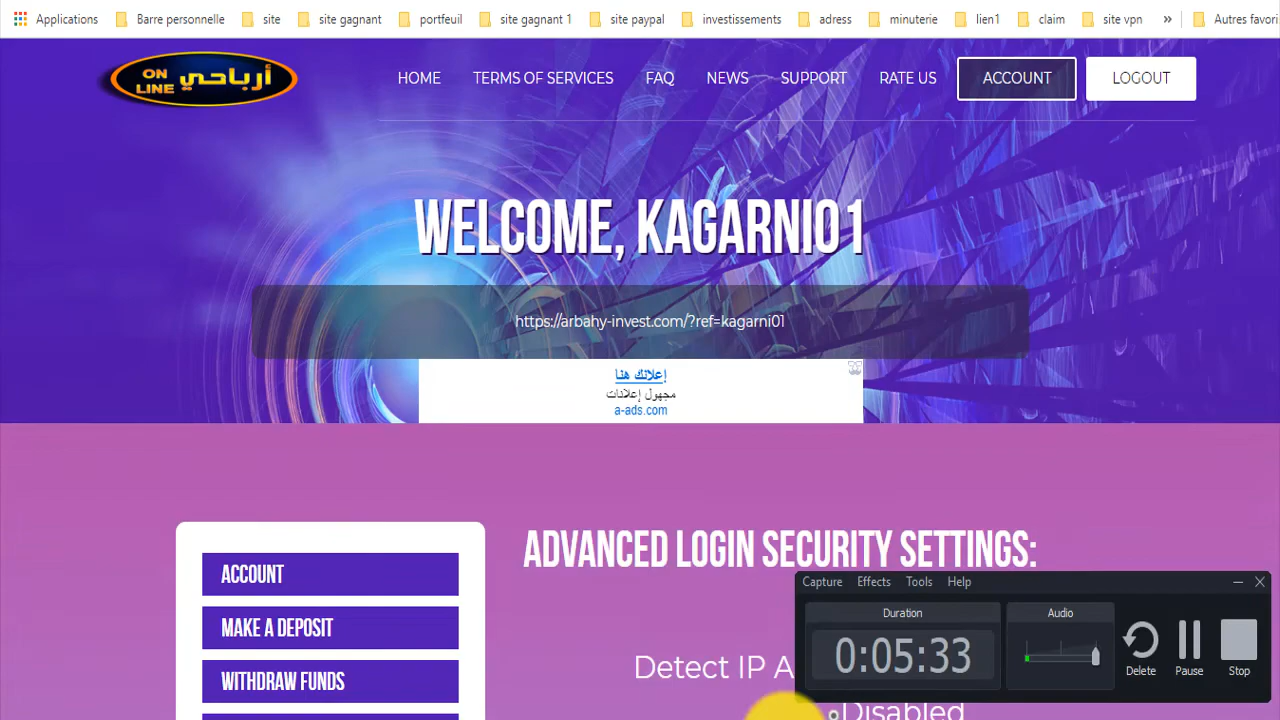 Applications Barre personnelle site site gagnant portfeuil site gagnant 1 site paypal investissements adress minuterie lien1 claim site vpn » Autres favori
ON LINE أرباحي
HOME TERMS OF SERVICES FAQ NEWS SUPPORT RATE US ACCOUNT LOGOUT
WELCOME, KAGARNI01
https://arbahy-invest.com/?ref=kagarni01
إعلانك هنا
مجهول إعلانات
a-ads.com
ADVANCED LOGIN SECURITY SETTINGS:
ACCOUNT
MAKE A DEPOSIT
WITHDRAW FUNDS
Detect IP A
Disabled
Capture Effects Tools Help
Duration Audio
0:05:33
Delete Pause Stop